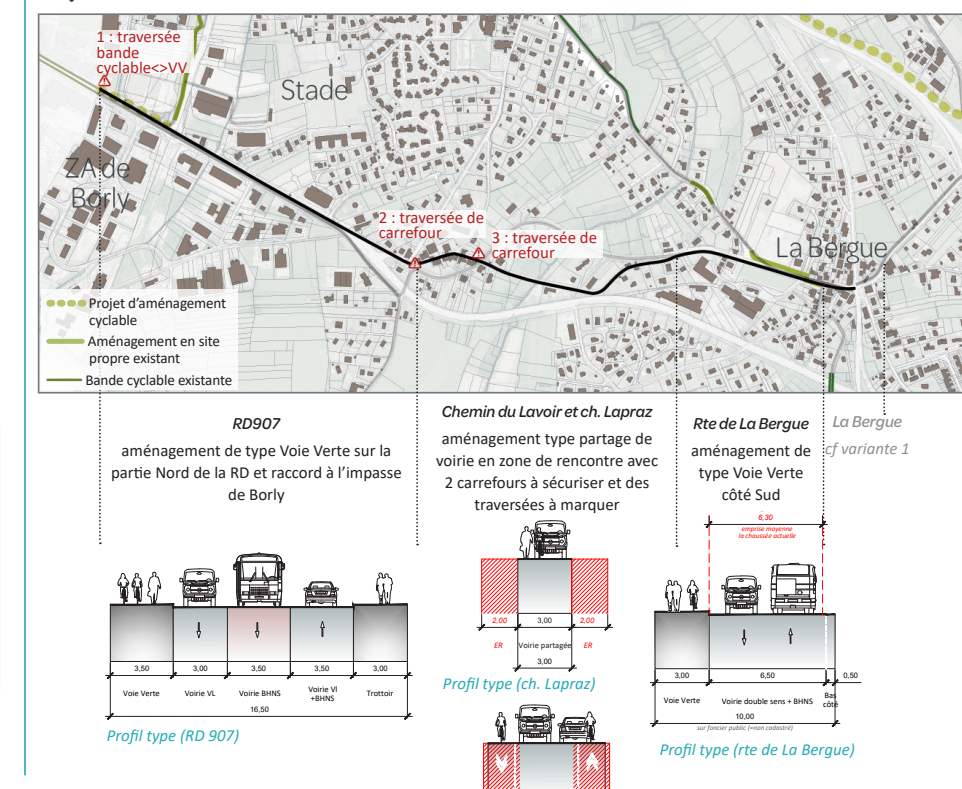 1 : traversée
bande
cyclable<>VV
Stade
ZA de
Borly
2 : traversée de
carrefour
3 : traversée de
carrefour
La Bergue
Projet d'aménagement
cyclable
Aménagement en site
propre existant
Bande cyclable existante
RD907
aménagement de type Voie Verte sur la
partie Nord de la RD et raccord à l'impasse
de Borly
Chemin du Lavoir et ch. Lapraz
aménagement type partage de
voirie en zone de rencontre avec
2 carrefours à sécuriser et des
traversées à marquer
Rte de La Bergue
aménagement de
type Voie Verte
côté Sud
La Bergue
cf variante 1
3,50 3,00 3,50 3,50 3,00
Voie Verte Voirie VL Voirie BHNS Voirie Vl
+BHNS
Trottoir
16,50
Profil type (RD 907)
2,00 3,00 2,00
ER Voirie partagée ER
3,00
Profil type (ch. Lapraz)
6,30
emprise moyenne
la chaussée actuelle
3,00 6,50 0,50
Voie Verte Voirie double sens + BHNS Bas
côté
10,00
sur foncier public (=non cadastré)
Profil type (rte de La Bergue)